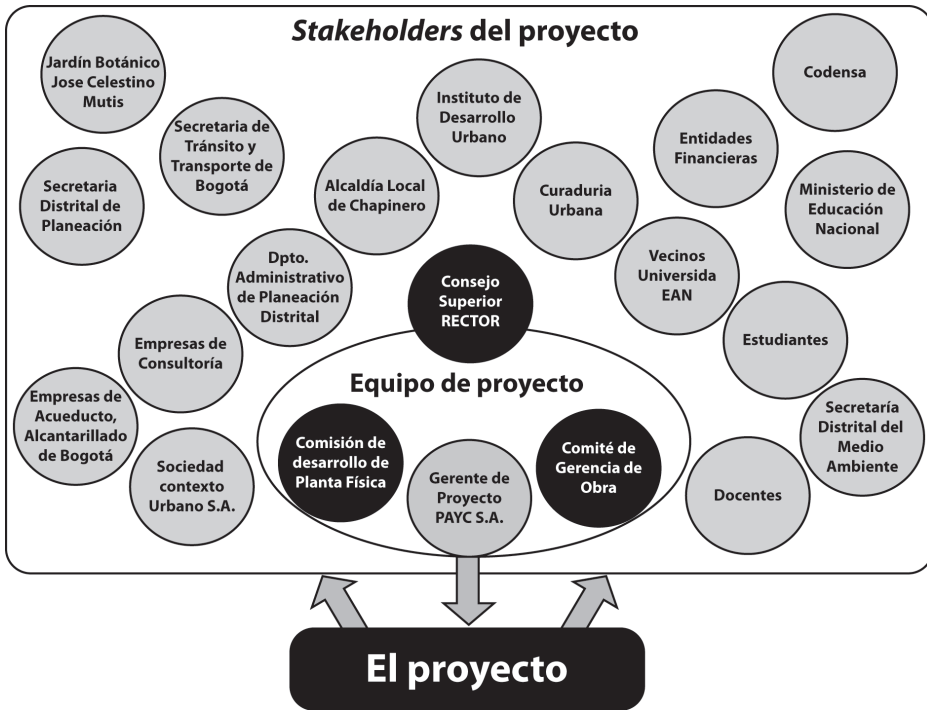 Stakeholders del proyecto
Jardín Botánico
Jose Celestino
Mutis
Secretaria de
Tránsito y
Transporte de
Bogotá
Instituto de
Desarrollo
Urbano
Entidades
Financieras
Codensa
Secretaria
Distrital de
Planeación
Alcaldía Local
de Chapinero
Curaduria
Urbana
Ministerio de
Educación
Nacional
Dpto.
Administrativo
de Planeación
Distrital
Consejo
Superior
RECTOR
Vecinos
Universida
EAN
Empresas de
Consultoría
Estudiantes
Equipo de proyecto
Empresas de
Acueducto,
Alcantarillado
de Bogotá
Sociedad
contexto
Urbano S.A.
Comisión de
desarrollo de
Planta Física
Gerente de
Proyecto
PAYC S.A.
Comité de
Gerencia de
Obra
Docentes
Secretaría
Distrital del
Medio
Ambiente
El proyecto